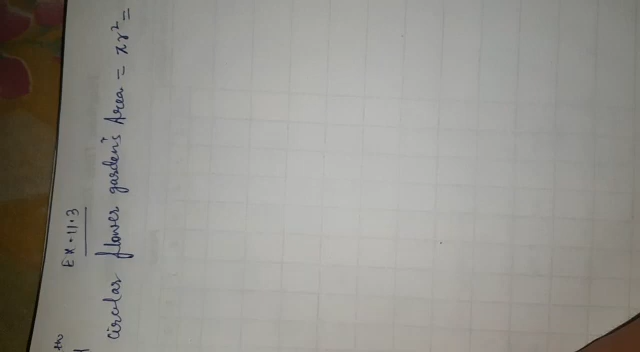 Ex. 11.3
circular flower garden's Area = πr² =